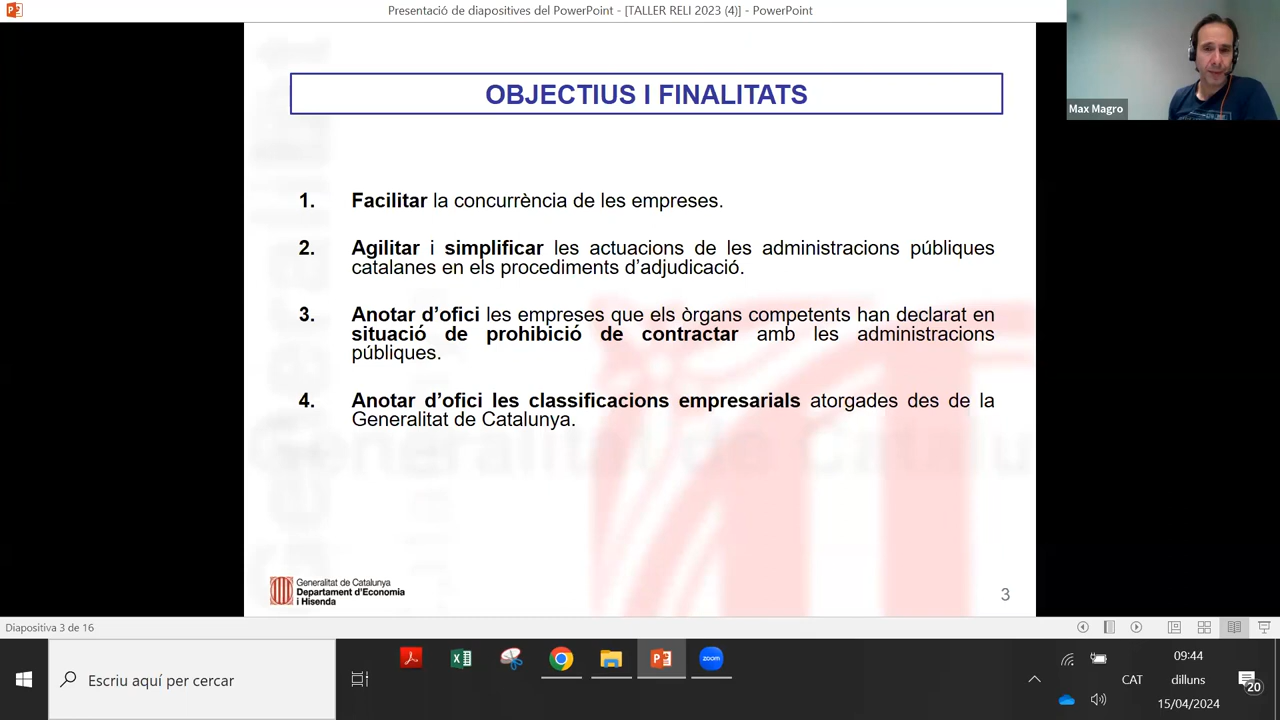 Presentació de diapositives del PowerPoint - [TALLER RELI 2023 (4)] - PowerPoint
Max Magro
OBJECTIUS I FINALITATS
1. Facilitar la concurrència de les empreses.
2. Agilitar i simplificar les actuacions de les administracions públiques
catalanes en els procediments d’adjudicació.
3. Anotar d’ofici les empreses que els òrgans competents han declarat en
situació de prohibició de contractar amb les administracions
públiques.
4. Anotar d’ofici les classificacions empresarials atorgades des de la
Generalitat de Catalunya.
Generalitat de Catalunya
Departament d'Economia
i Hisenda
3
Diapositiva 3 de 16
Escriu aquí per cercar
zoom
CAT
09:44
dilluns
15/04/2024
20